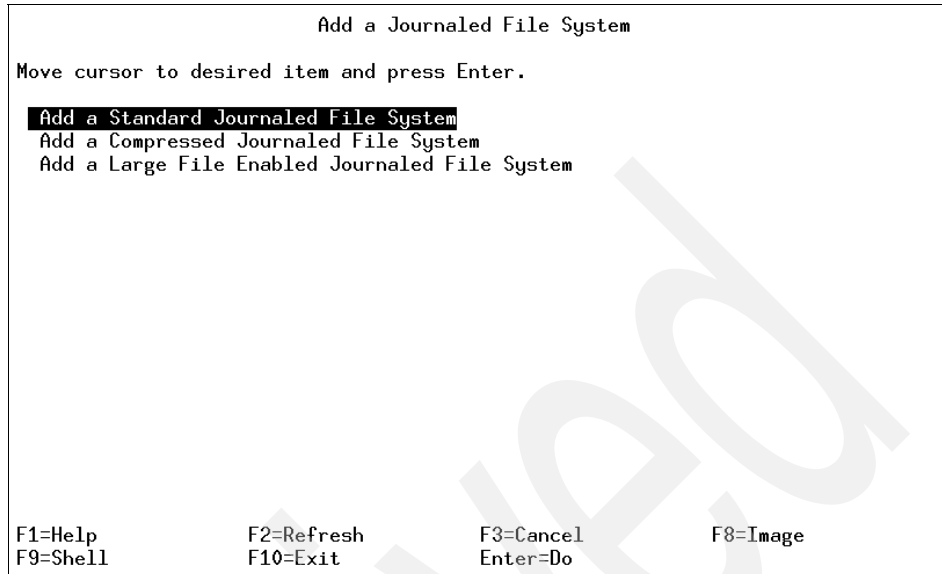 Add a Journaled File System
Move cursor to desired item and press Enter.
Add a Standard Journaled File System
Add a Compressed Journaled File System
Add a Large File Enabled Journaled File System
F1=Help F2=Refresh F3=Cancel F8=Image
F9=Shell F10=Exit Enter=Do